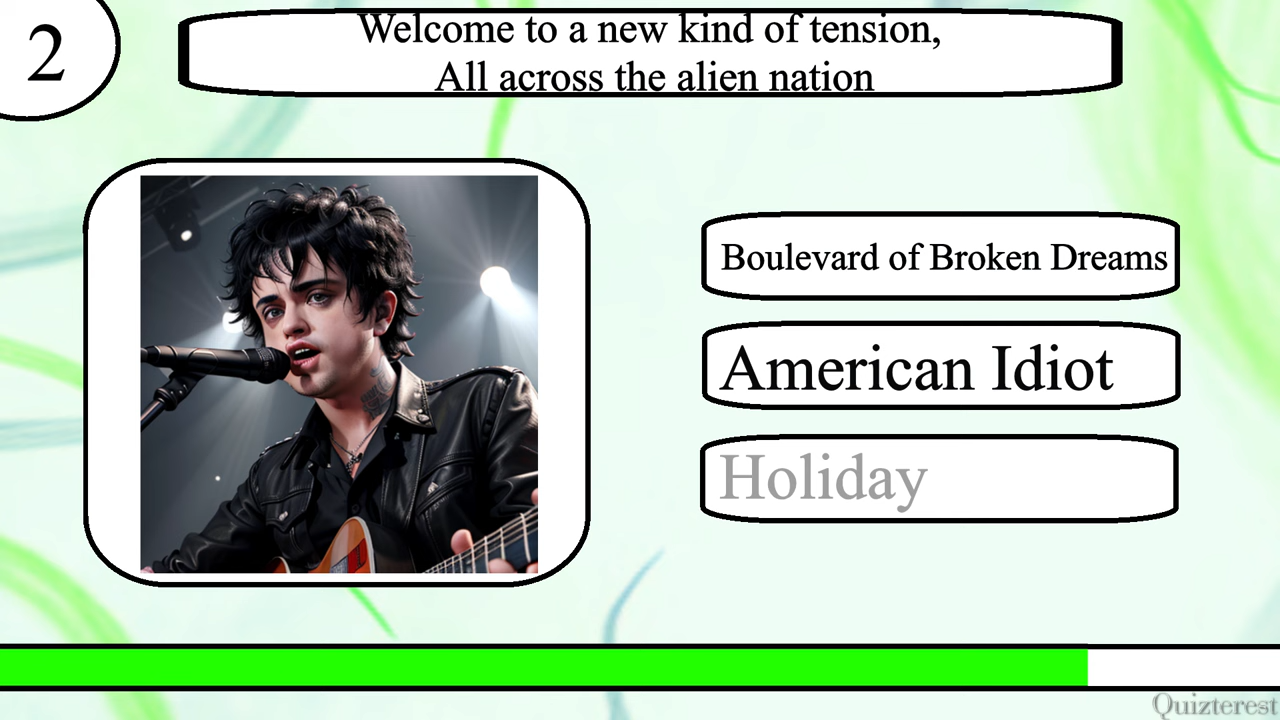 2
Welcome to a new kind of tension,
All across the alien nation
Boulevard of Broken Dreams
American Idiot
Holiday
Quizterest